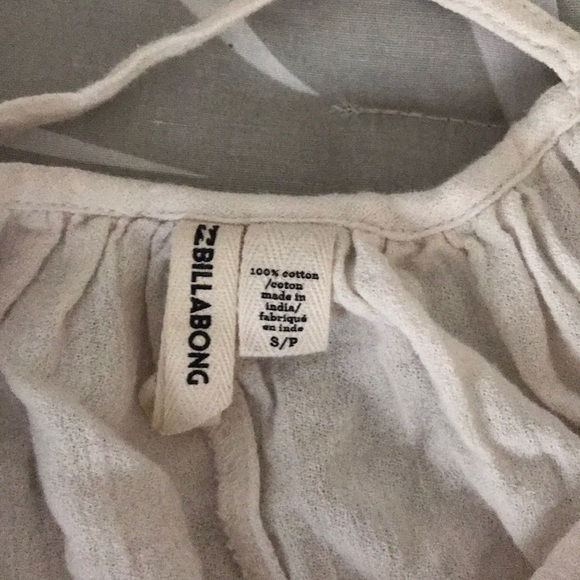 BILLABONG
100% cotton
/coton
made in
india/
fabriqué
en inde
S/P